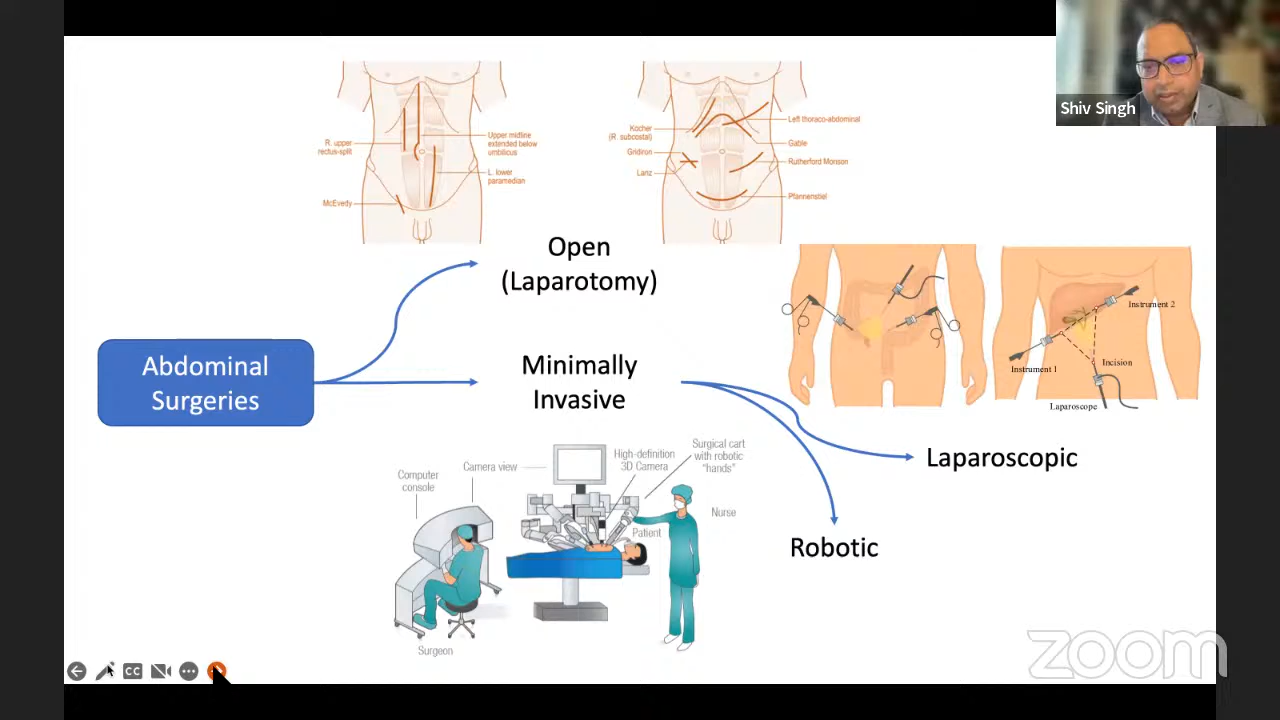 Shiv Singh
R. upper
rectus-split
Upper midline
extended below
umbilicus
L. lower
paramedian
McEvedy
Kocher
(R. subcostal)
Gridiron
Lanz
Left thoraco-abdominal
Gable
Rutherford Morison
Pfannenstiel
Open
(Laparotomy)
Abdominal
Surgeries
Minimally
Invasive
Instrument 2
Incision
Instrument 1
Laparoscope
Laparoscopic
Robotic
Computer
console
Camera view
High-definition
3D Camera
Surgical cart
with robotic
"hands"
Nurse
Patient
Surgeon
CC
zoom